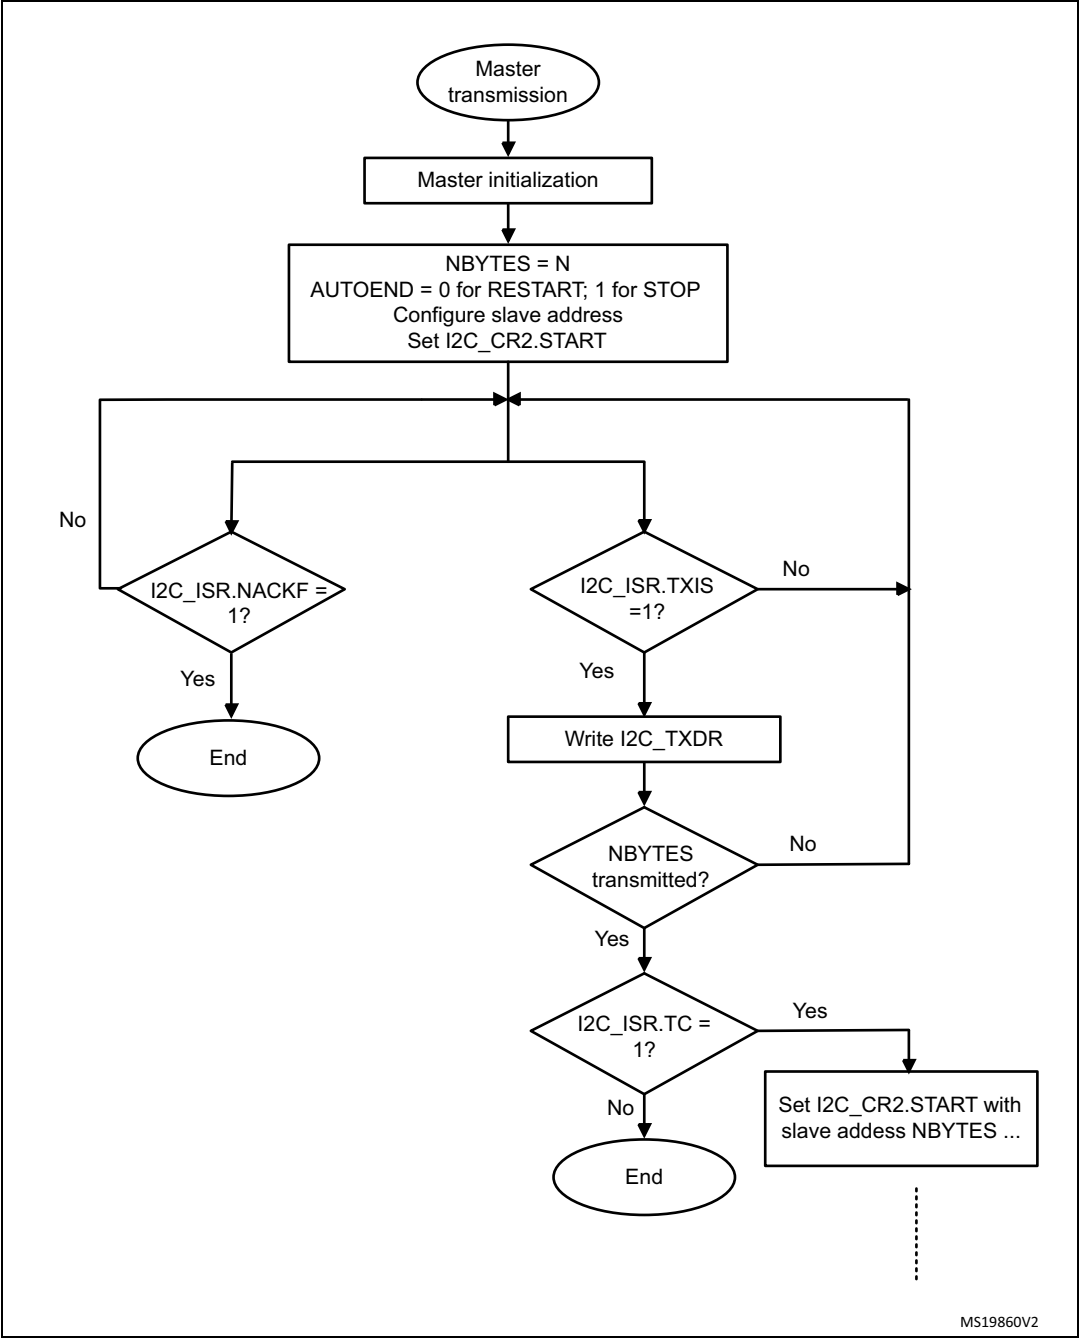 Master
transmission
Master initialization
NBYTES = N
AUTOEND = 0 for RESTART; 1 for STOP
Configure slave address
Set I2C_CR2.START
No
I2C_ISR.NACKF =
1?
Yes
End
I2C_ISR.TXIS
=1?
No
Yes
Write I2C_TXDR
NBYTES
transmitted?
No
Yes
I2C_ISR.TC =
1?
Yes
No
Set I2C_CR2.START with
slave addess NBYTES ...
End
MS19860V2